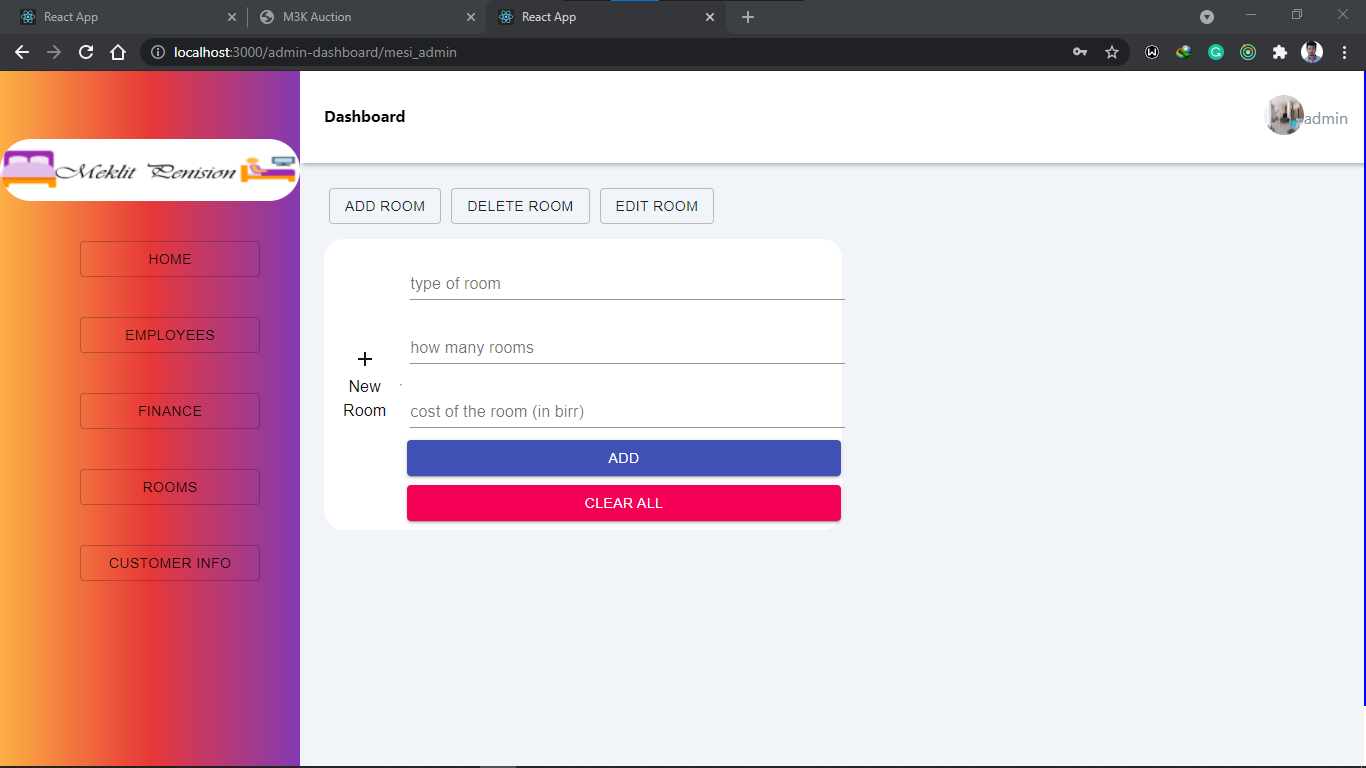 React App
M3K Auction
React App
localhost:3000/admin-dashboard/mesi_admin
Meklit Penision
HOME
EMPLOYEES
FINANCE
ROOMS
CUSTOMER INFO
Dashboard
admin
ADD ROOM
DELETE ROOM
EDIT ROOM
New
Room
type of room
how many rooms
cost of the room (in birr)
ADD
CLEAR ALL